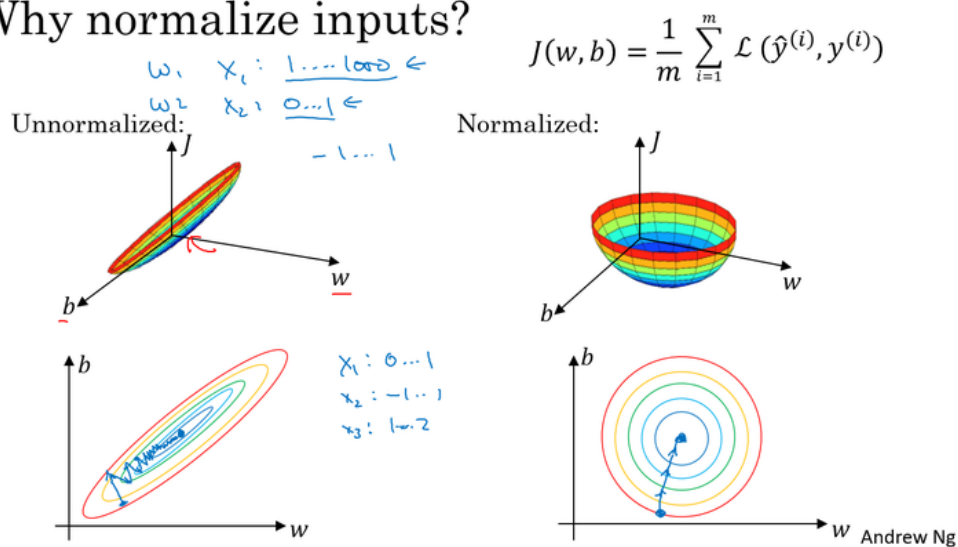 Why normalize inputs?
J(w, b) = 1/m ∑_{i=1}^{m} ℒ(ŷ^{(i)}, y^{(i)})
w₁ x₁: 1....1000 ←
w2 x₂: 0...1 ←
Unnormalized:
-1...1
Normalized:
J
w
b
J
w
b
b
w
x₁: 0...1
x₂: -1..1
x₃: 1..2
b
w
Andrew Ng